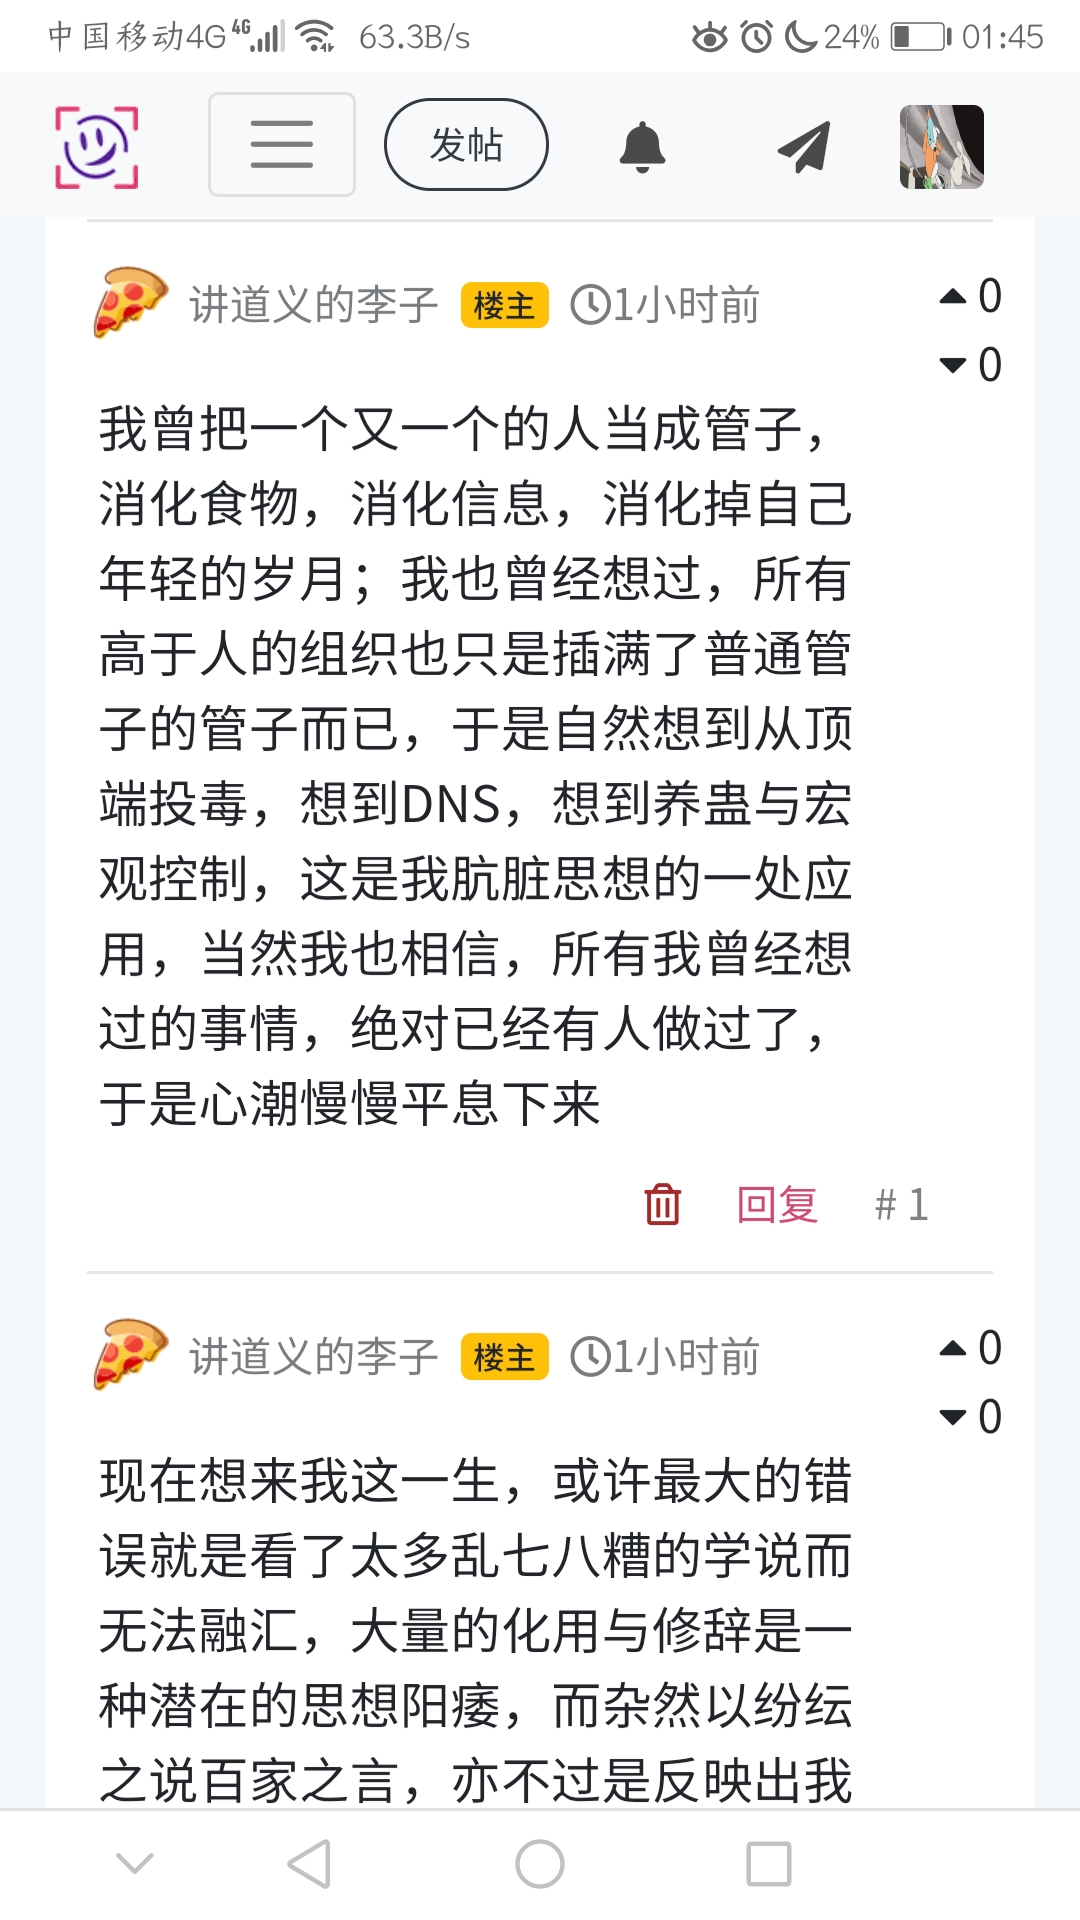 中国移动4G 4G 63.3B/s 24% 01:45
发帖
讲道义的李子 楼主 1小时前 0
0
我曾把一个又一个的人当成管子，
消化食物，消化信息，消化掉自己
年轻的岁月；我也曾经想过，所有
高于人的组织也只是插满了普通管
子的管子而已，于是自然想到从顶
端投毒，想到DNS，想到养蛊与宏
观控制，这是我肮脏思想的一处应
用，当然我也相信，所有我曾经想
过的事情，绝对已经有人做过了，
于是心潮慢慢平息下来
回复 # 1
讲道义的李子 楼主 1小时前 0
0
现在想来我这一生，或许最大的错
误就是看了太多乱七八糟的学说而
无法融汇，大量的化用与修辞是一
种潜在的思想阳痿，而杂然以纷纭
之说百家之言，亦不过是反映出我